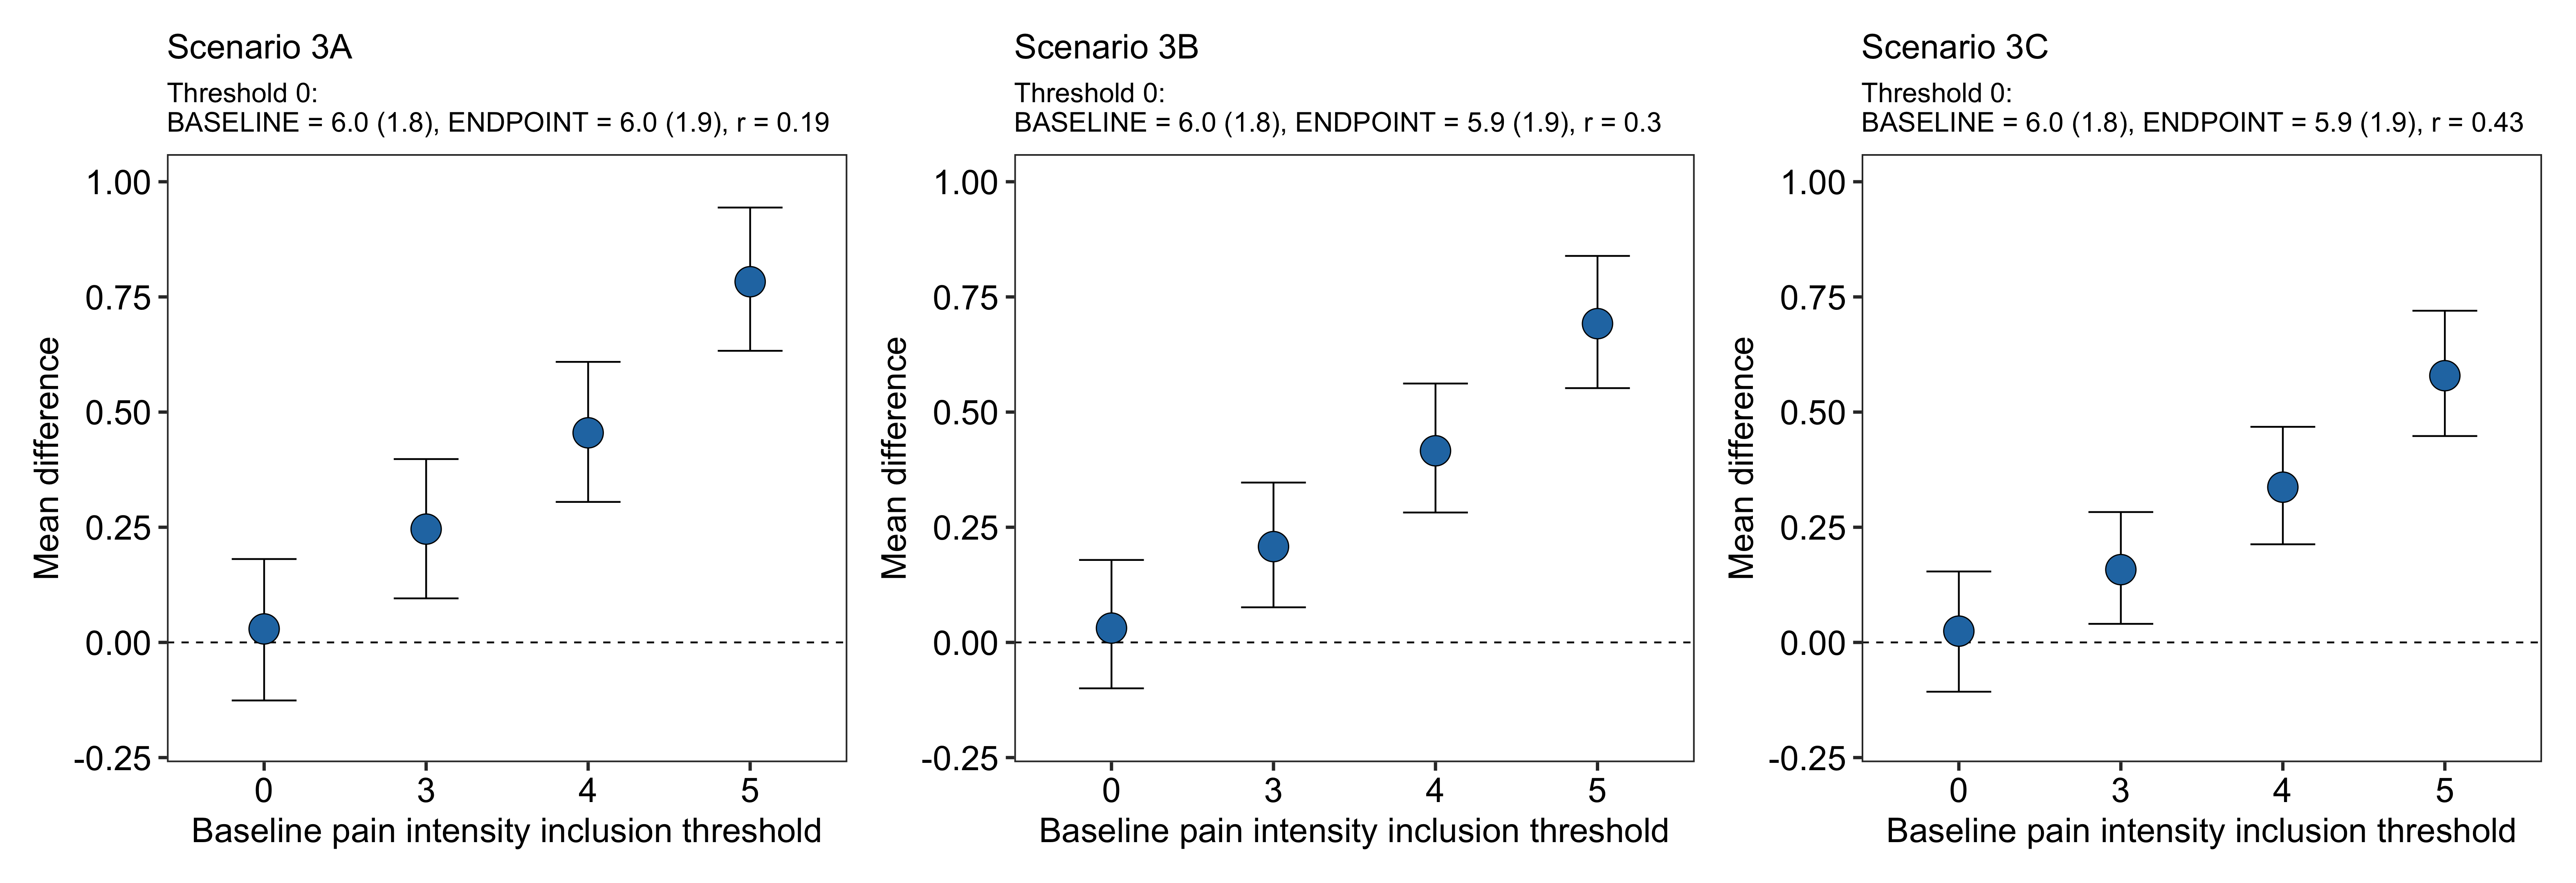 Scenario 3A
Threshold 0:
BASELINE = 6.0 (1.8), ENDPOINT = 6.0 (1.9), r = 0.19
Mean difference
1.00
0.75
0.50
0.25
0.00
-0.25
0 3 4 5
Baseline pain intensity inclusion threshold
Scenario 3B
Threshold 0:
BASELINE = 6.0 (1.8), ENDPOINT = 5.9 (1.9), r = 0.3
Mean difference
1.00
0.75
0.50
0.25
0.00
-0.25
0 3 4 5
Baseline pain intensity inclusion threshold
Scenario 3C
Threshold 0:
BASELINE = 6.0 (1.8), ENDPOINT = 5.9 (1.9), r = 0.43
Mean difference
1.00
0.75
0.50
0.25
0.00
-0.25
0 3 4 5
Baseline pain intensity inclusion threshold